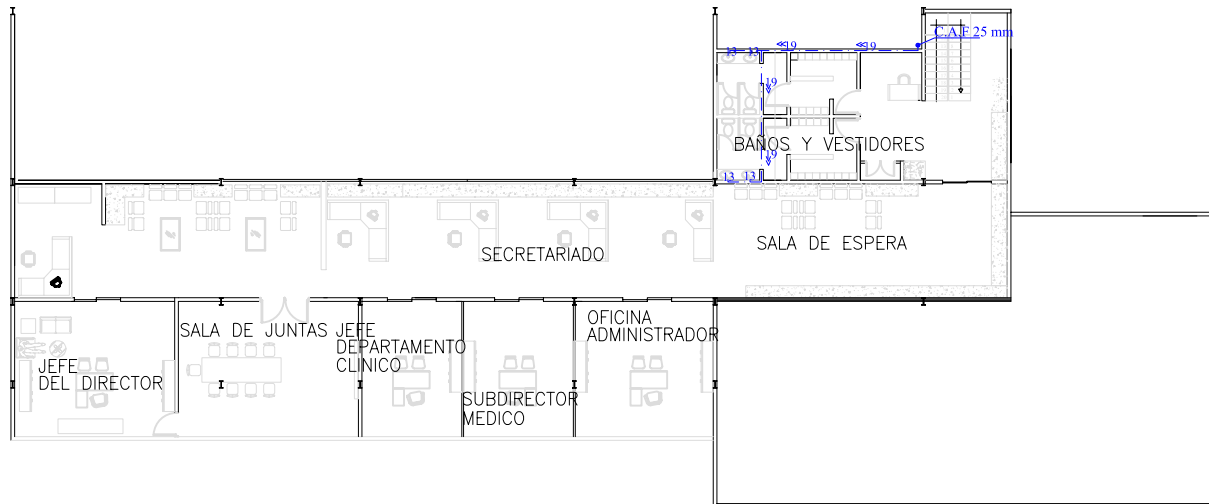 C.A.F 25 mm
19
19
13
13
19
BAÑOS Y VESTIDORES
19
13
13
SALA DE ESPERA
SECRETARIADO
OFICINA
ADMINISTRADOR
SALA DE JUNTAS
JEFE
DEPARTAMENTO
CLINICO
JEFE
DEL DIRECTOR
SUBDIRECTOR
MEDICO